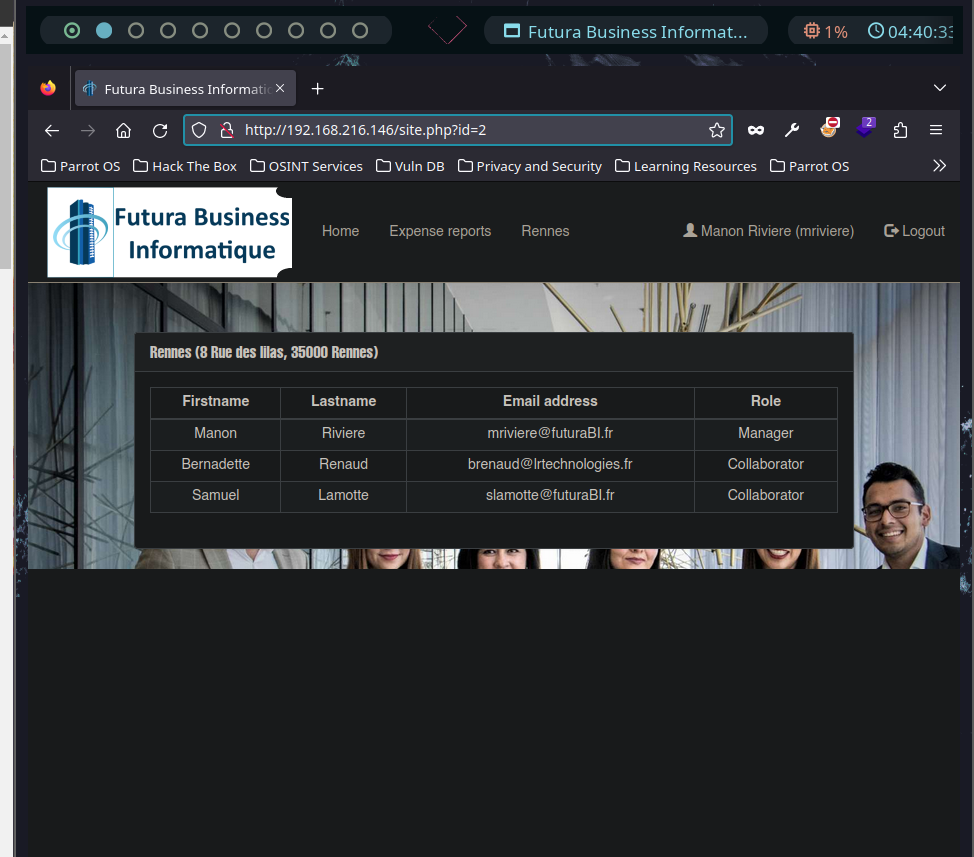 Futura Business Informat... 1% 04:40:33
Futura Business Informatic
http://192.168.216.146/site.php?id=2 2
Parrot OS Hack The Box OSINT Services Vuln DB Privacy and Security Learning Resources Parrot OS
Futura Business
Informatique
Home Expense reports Rennes Manon Riviere (mriviere) Logout
Rennes (8 Rue des lilas, 35000 Rennes)
Firstname Lastname Email address Role
Manon Riviere mriviere@futuraBI.fr Manager
Bernadette Renaud brenaud@lrtechnologies.fr Collaborator
Samuel Lamotte slamotte@futuraBI.fr Collaborator